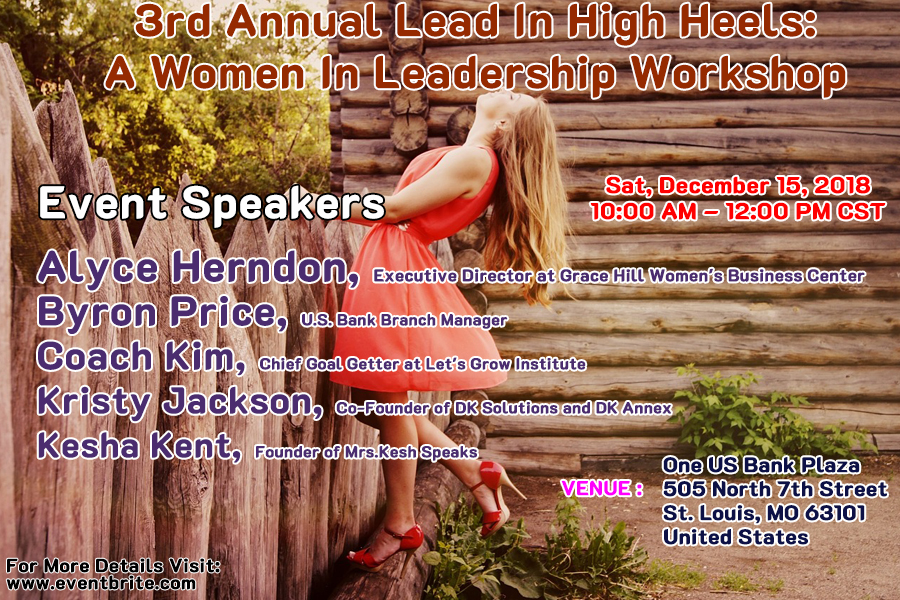 3rd Annual Lead In High Heels:
A Women In Leadership Workshop
Sat, December 15, 2018
10:00 AM – 12:00 PM CST
Event Speakers
Alyce Herndon, Executive Director at Grace Hill Women's Business Center
Byron Price, U.S. Bank Branch Manager
Coach Kim, Chief Goal Getter at Let's Grow Institute
Kristy Jackson, Co-Founder of DK Solutions and DK Annex
Kesha Kent, Founder of Mrs.Kesh Speaks
VENUE : One US Bank Plaza
505 North 7th Street
St. Louis, MO 63101
United States
For More Details Visit:
www.eventbrite.com